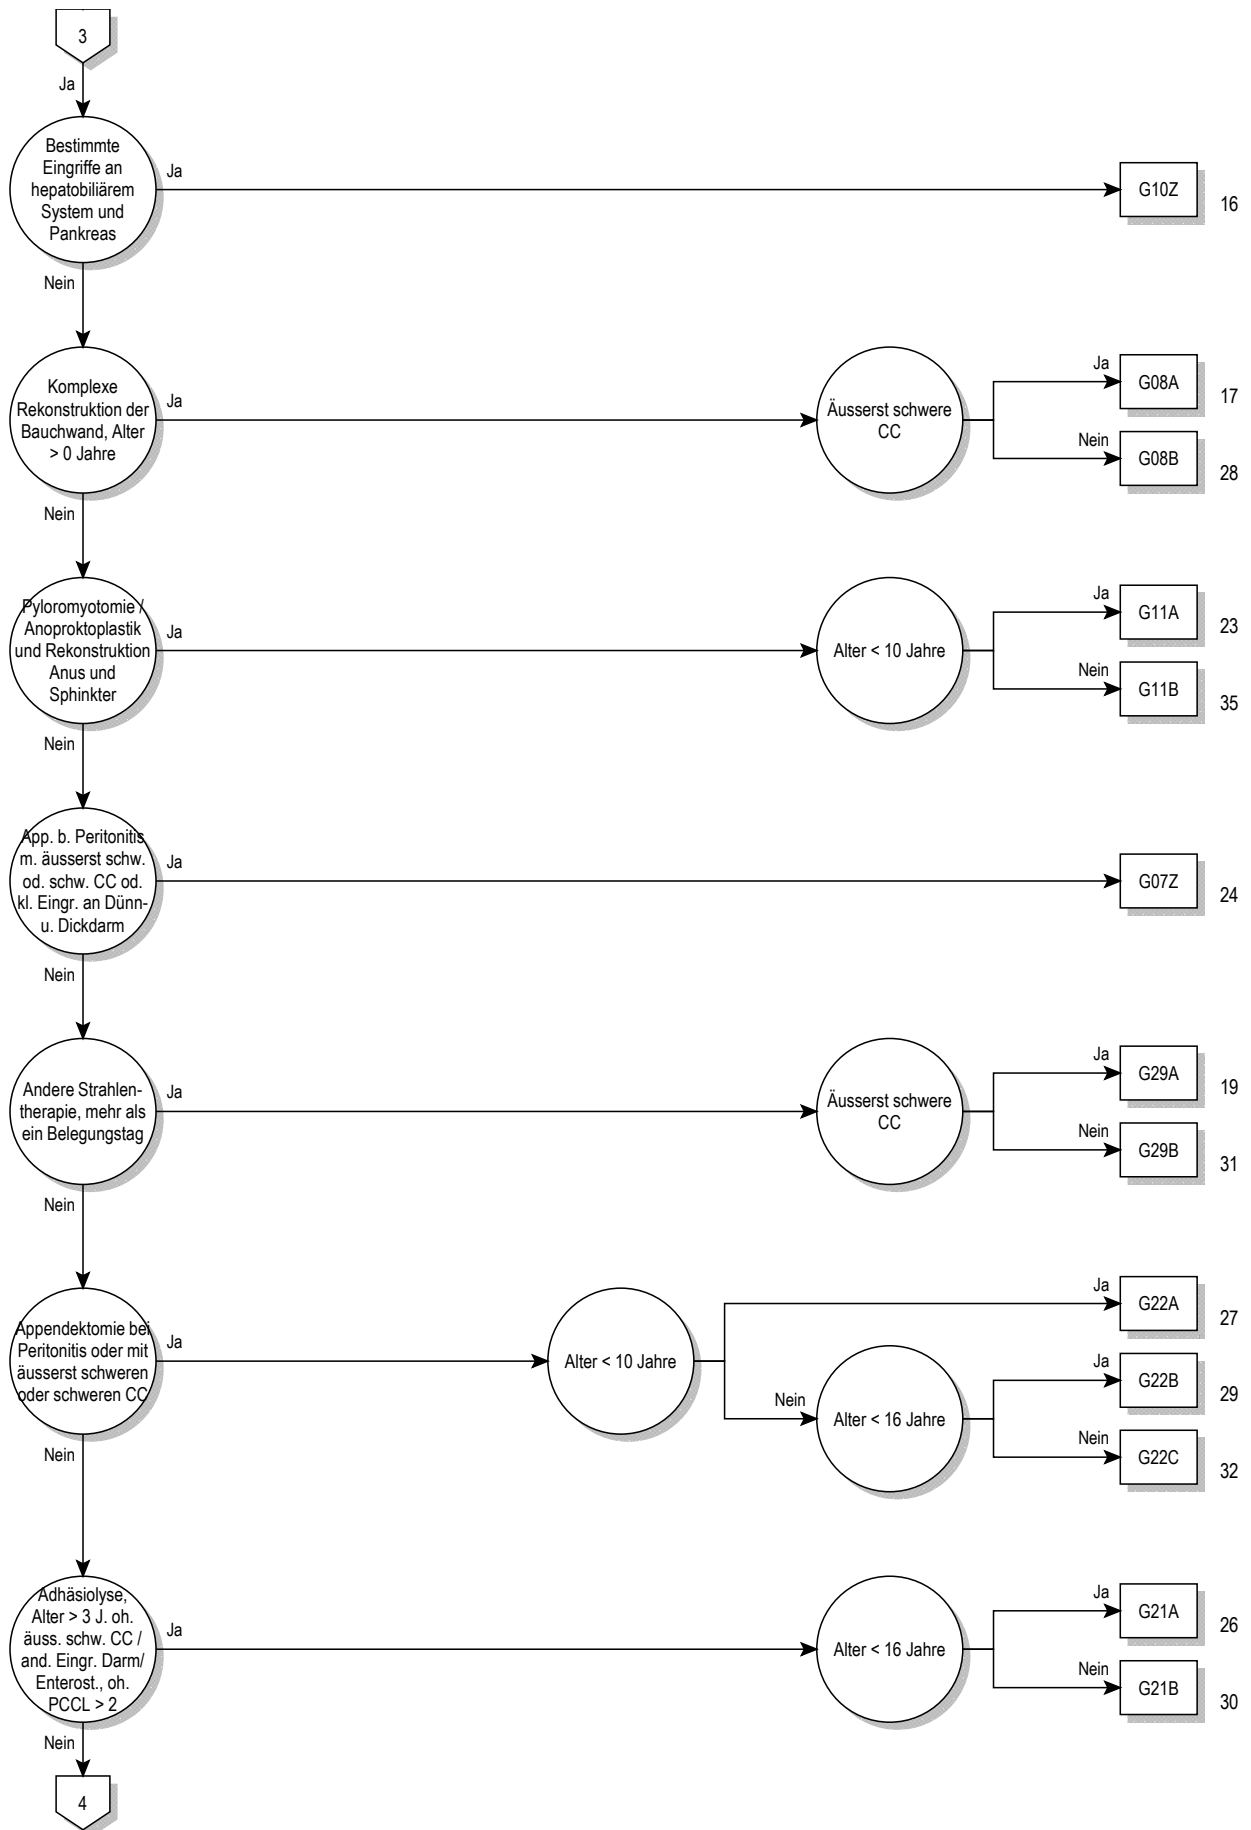 3
Ja
Bestimmte
Eingriffe an
hepatobiliärem
System und
Pankreas
Ja
G10Z
16
Nein
Komplexe
Rekonstruktion der
Bauchwand, Alter
> 0 Jahre
Ja
Äusserst schwere
CC
Ja
G08A
17
Nein
G08B
28
Nein
Pyloromyotomie /
Anoproktoplastik
und Rekonstruktion
Anus und
Sphinkter
Ja
Alter < 10 Jahre
Ja
G11A
23
Nein
G11B
35
Nein
App. b. Peritonitis
m. äusserst schw.
od. schw. CC od.
kl. Eingr. an Dünn-
u. Dickdarm
Ja
G07Z
24
Nein
Andere Strahlen-
therapie, mehr als
ein Belegungstag
Ja
Äusserst schwere
CC
Ja
G29A
19
Nein
G29B
31
Nein
Appendektomie bei
Peritonitis oder mit
äusserst schweren
oder schweren CC
Ja
Alter < 10 Jahre
Ja
G22A
27
Nein
Alter < 16 Jahre
Ja
G22B
29
Nein
G22C
32
Nein
Adhäsiolyse,
Alter > 3 J. oh.
äuss. schw. CC /
and. Eingr. Darm/
Enterost., oh.
PCCL > 2
Ja
Alter < 16 Jahre
Ja
G21A
26
Nein
G21B
30
Nein
4